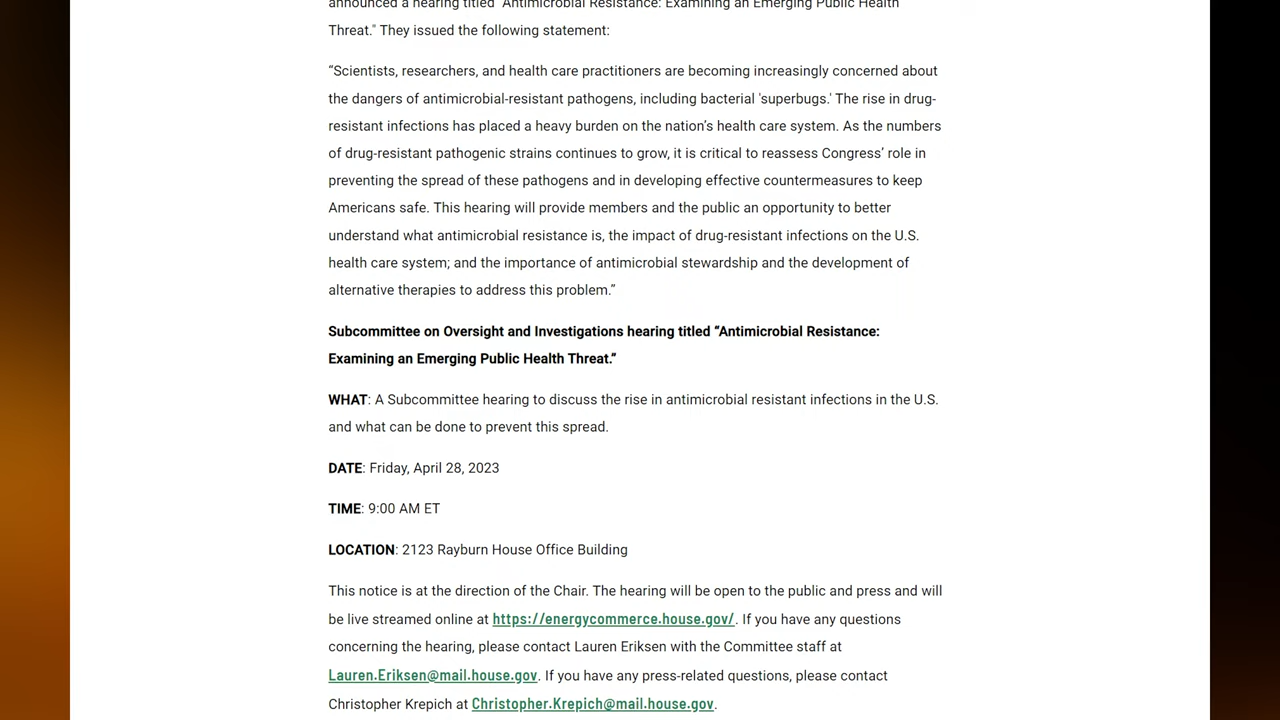 announced a hearing titled "Antimicrobial Resistance: Examining an Emerging Public Health
Threat." They issued the following statement:
“Scientists, researchers, and health care practitioners are becoming increasingly concerned about
the dangers of antimicrobial-resistant pathogens, including bacterial 'superbugs.' The rise in drug-
resistant infections has placed a heavy burden on the nation’s health care system. As the numbers
of drug-resistant pathogenic strains continues to grow, it is critical to reassess Congress’ role in
preventing the spread of these pathogens and in developing effective countermeasures to keep
Americans safe. This hearing will provide members and the public an opportunity to better
understand what antimicrobial resistance is, the impact of drug-resistant infections on the U.S.
health care system; and the importance of antimicrobial stewardship and the development of
alternative therapies to address this problem.”
Subcommittee on Oversight and Investigations hearing titled “Antimicrobial Resistance:
Examining an Emerging Public Health Threat.”
WHAT: A Subcommittee hearing to discuss the rise in antimicrobial resistant infections in the U.S.
and what can be done to prevent this spread.
DATE: Friday, April 28, 2023
TIME: 9:00 AM ET
LOCATION: 2123 Rayburn House Office Building
This notice is at the direction of the Chair. The hearing will be open to the public and press and will
be live streamed online at https://energycommerce.house.gov/. If you have any questions
concerning the hearing, please contact Lauren Eriksen with the Committee staff at
Lauren.Eriksen@mail.house.gov. If you have any press-related questions, please contact
Christopher Krepich at Christopher.Krepich@mail.house.gov.